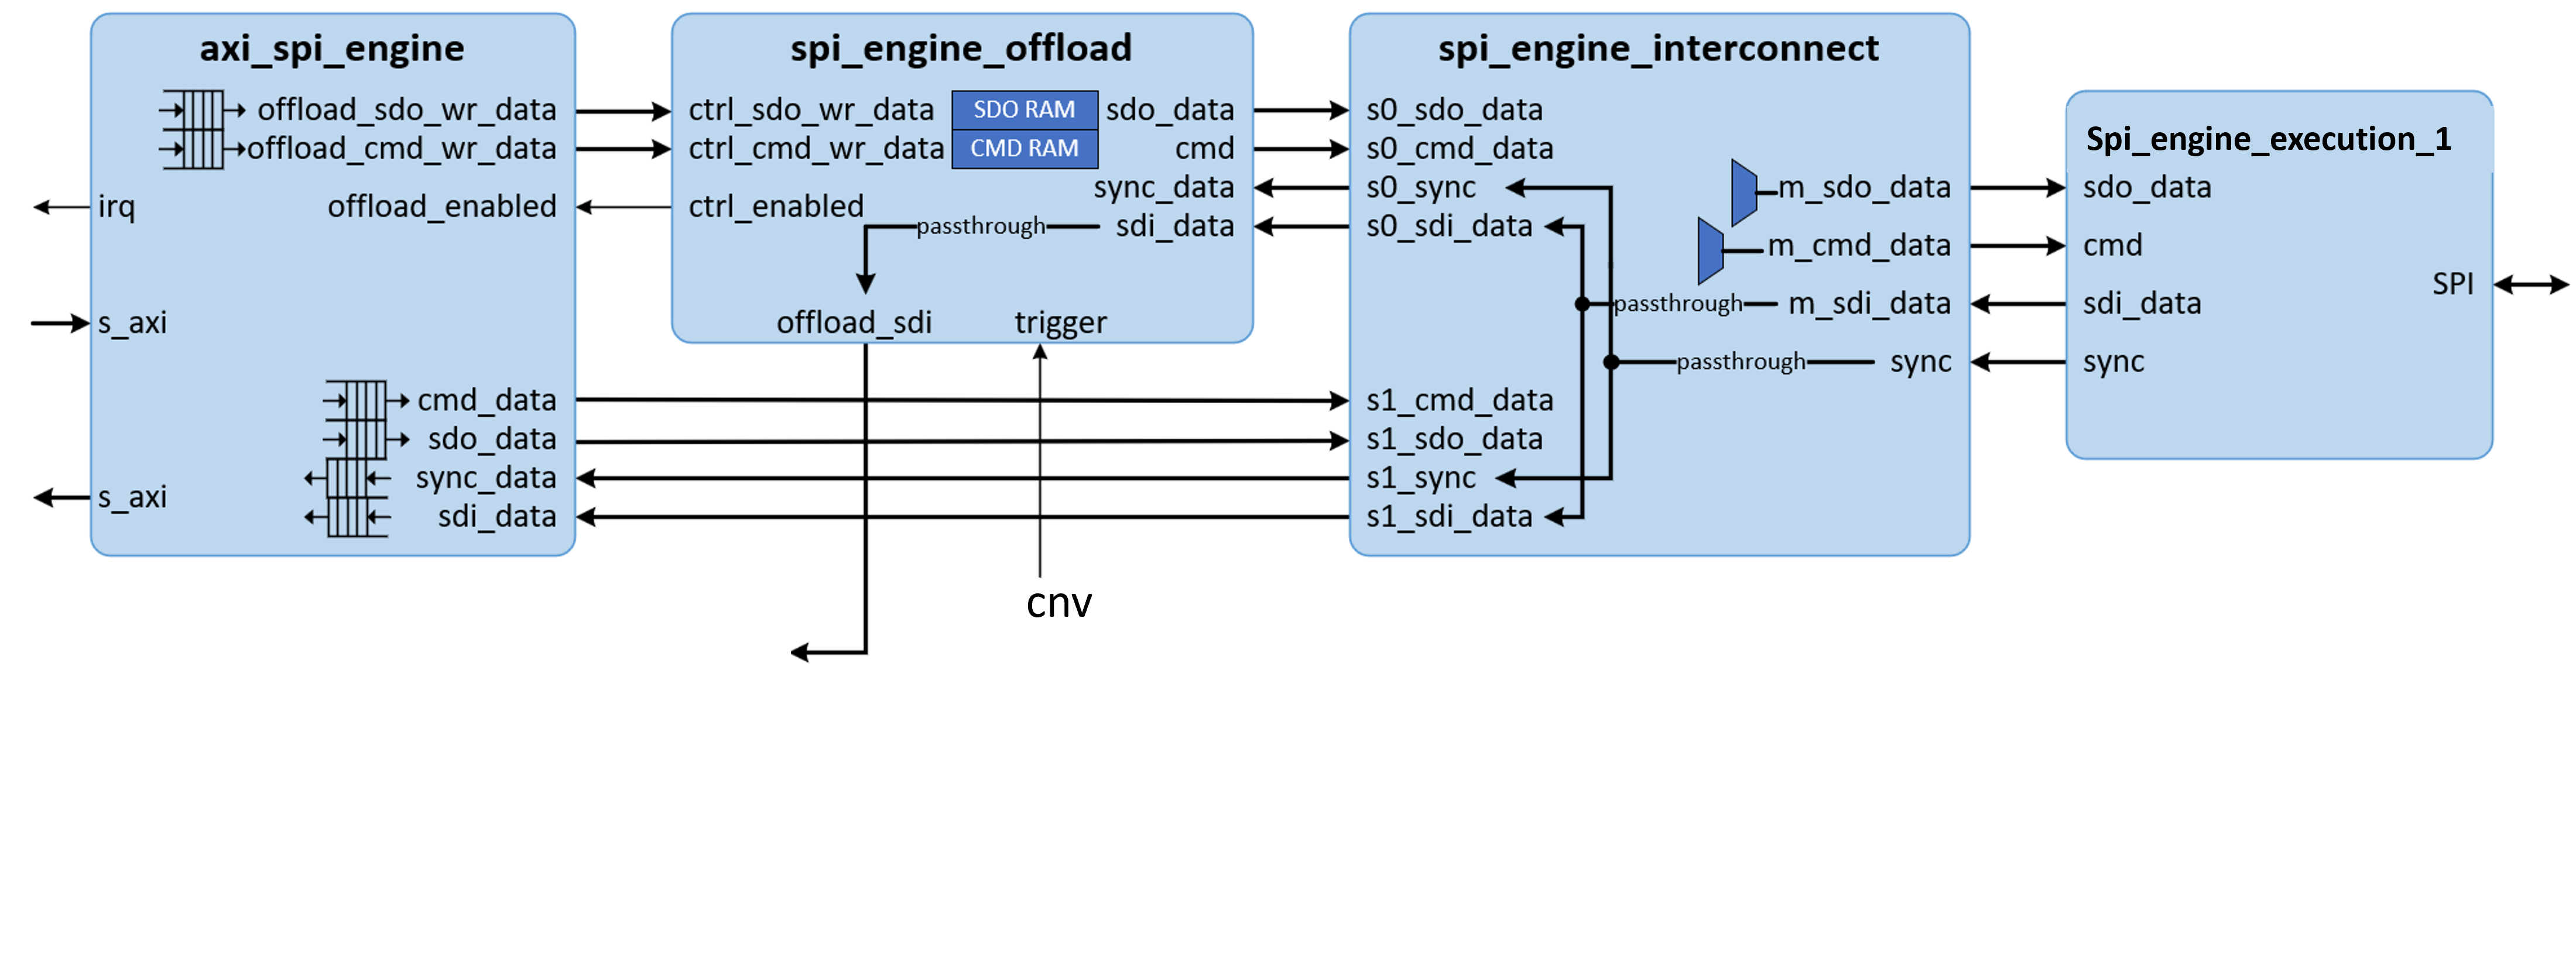 axi_spi_engine
offload_sdo_wr_data
offload_cmd_wr_data
irq
offload_enabled
s_axi
cmd_data
sdo_data
sync_data
s_axi
sdi_data
spi_engine_offload
ctrl_sdo_wr_data
SDO RAM
sdo_data
ctrl_cmd_wr_data
CMD RAM
cmd
sync_data
ctrl_enabled
passthrough
sdi_data
offload_sdi
trigger
cnv
spi_engine_interconnect
s0_sdo_data
s0_cmd_data
s0_sync
m_sdo_data
s0_sdi_data
m_cmd_data
passthrough
m_sdi_data
passthrough
sync
s1_cmd_data
s1_sdo_data
s1_sync
s1_sdi_data
Spi_engine_execution_1
sdo_data
cmd
SPI
sdi_data
sync